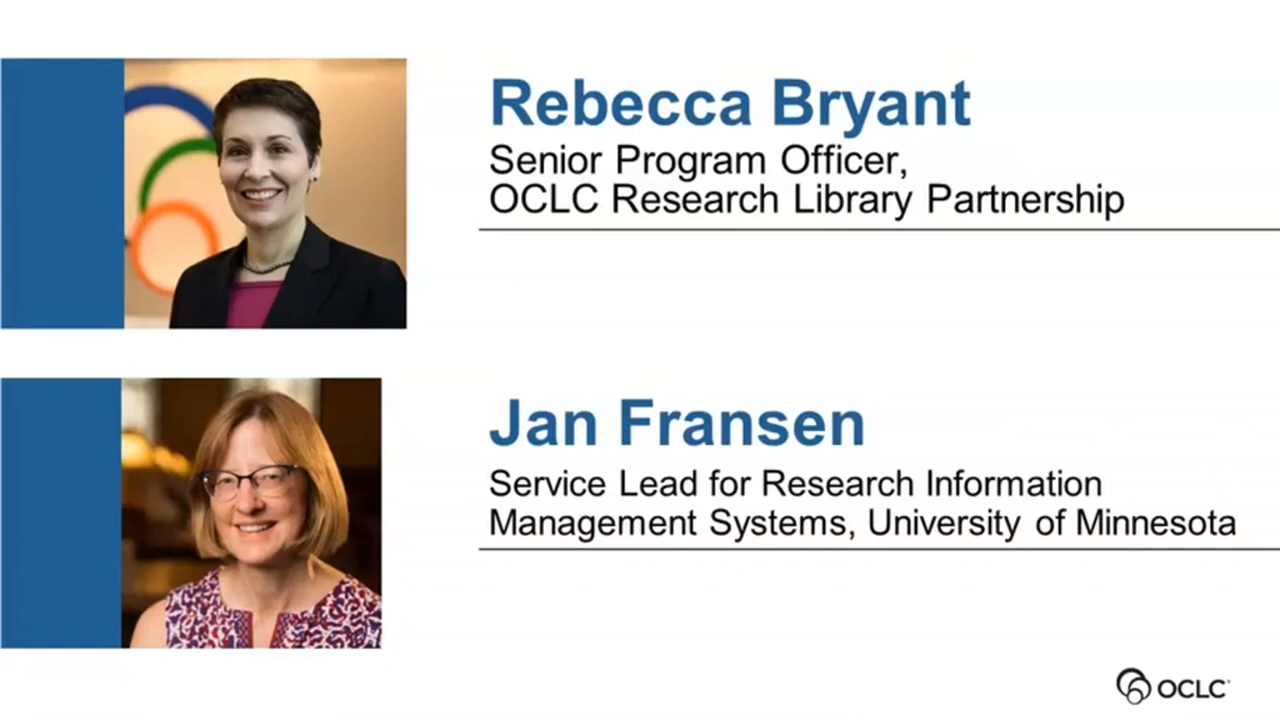 Rebecca Bryant
Senior Program Officer,
OCLC Research Library Partnership
Jan Fransen
Service Lead for Research Information
Management Systems, University of Minnesota
OCLC